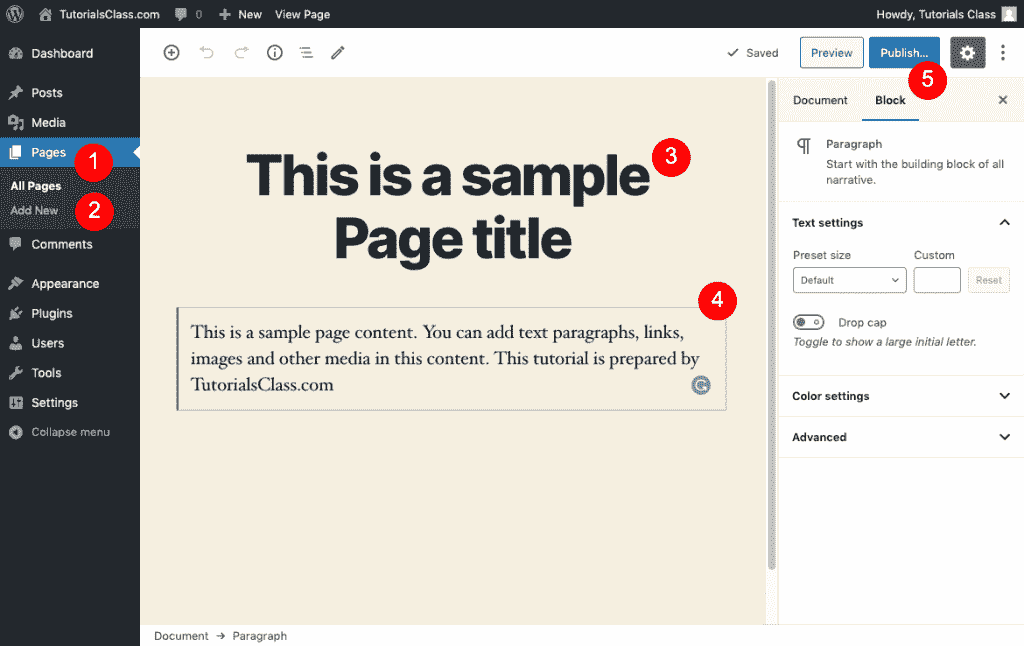 TutorialsClass.com 0 New View Page Howdy, Tutorials Class
Dashboard
Posts
Media
Pages 1
All Pages
Add New 2
Comments
Appearance
Plugins
Users
Tools
Settings
Collapse menu
Saved Preview Publish...
5
This is a sample 3
Page title
4
This is a sample page content. You can add text paragraphs, links,
images and other media in this content. This tutorial is prepared by
TutorialsClass.com
Document Block
Paragraph
Start with the building block of all
narrative.
Text settings
Preset size Custom
Default Reset
Drop cap
Toggle to show a large initial letter.
Color settings
Advanced
Document → Paragraph